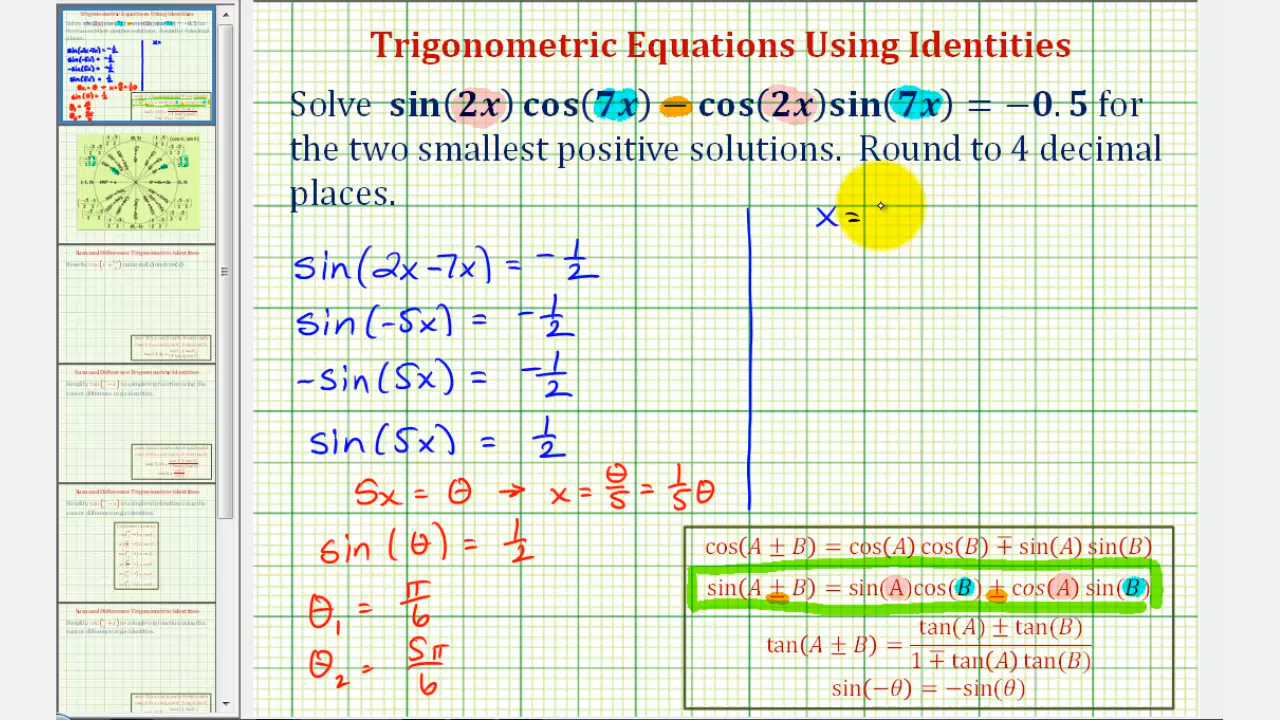 Trigonometric Equations Using Identities
Solve sin(2x) cos(7x) − cos(2x)sin(7x) = −0.5 for
the two smallest positive solutions. Round to 4 decimal
places.
sin(2x-7x) = -1/2
sin(-5x) = -1/2
-sin(5x) = -1/2
sin(5x) = 1/2
5x = θ → x = θ/5 = 1/5 θ
sin(θ) = 1/2
θ₁ = π/6
θ₂ = 5π/6
x =
cos(A ± B) = cos(A) cos(B) ∓ sin(A) sin(B)
sin(A ± B) = sin(A)cos(B) ± cos(A) sin(B)
tan(A ± B) = tan(A) ± tan(B) / 1 ∓ tan(A) tan(B)
sin(−θ) = −sin(θ)